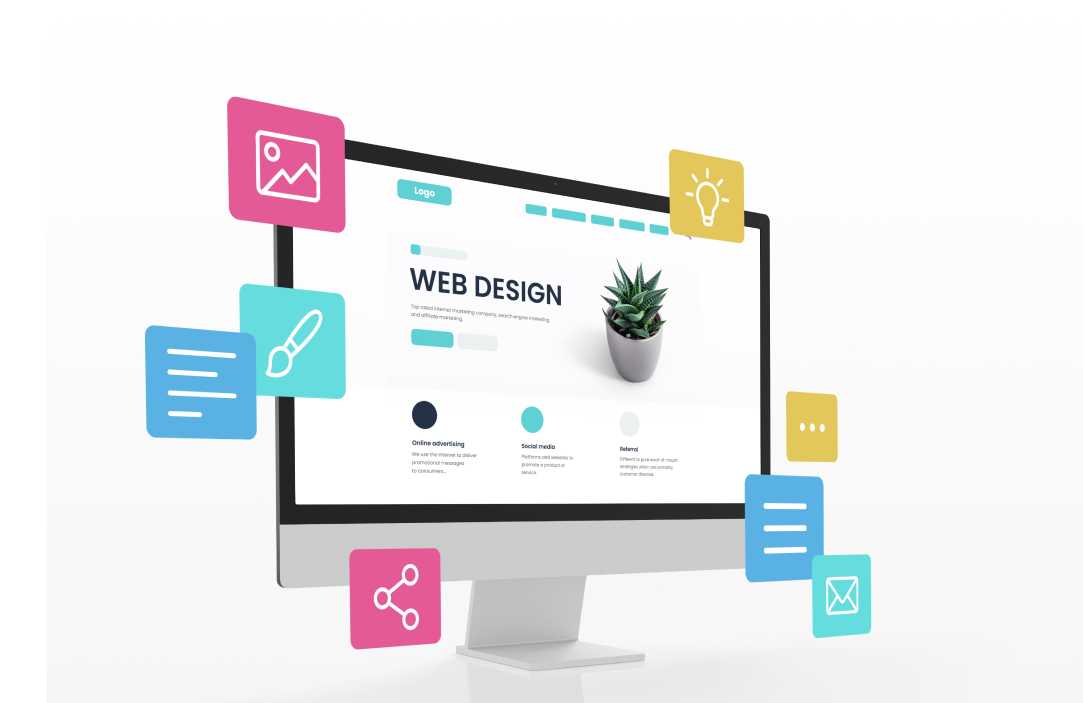 Logo
WEB DESIGN
Top rated internet marketing company, search engine marketing
and affiliate marketing.
Online advertising
We use the internet to deliver
promotional messages
to consumers...
Social media
Platforms and websites to
promote a product or
service.
Referral
Different to pure word-of-mouth
strategies which are primarily
customer directed.